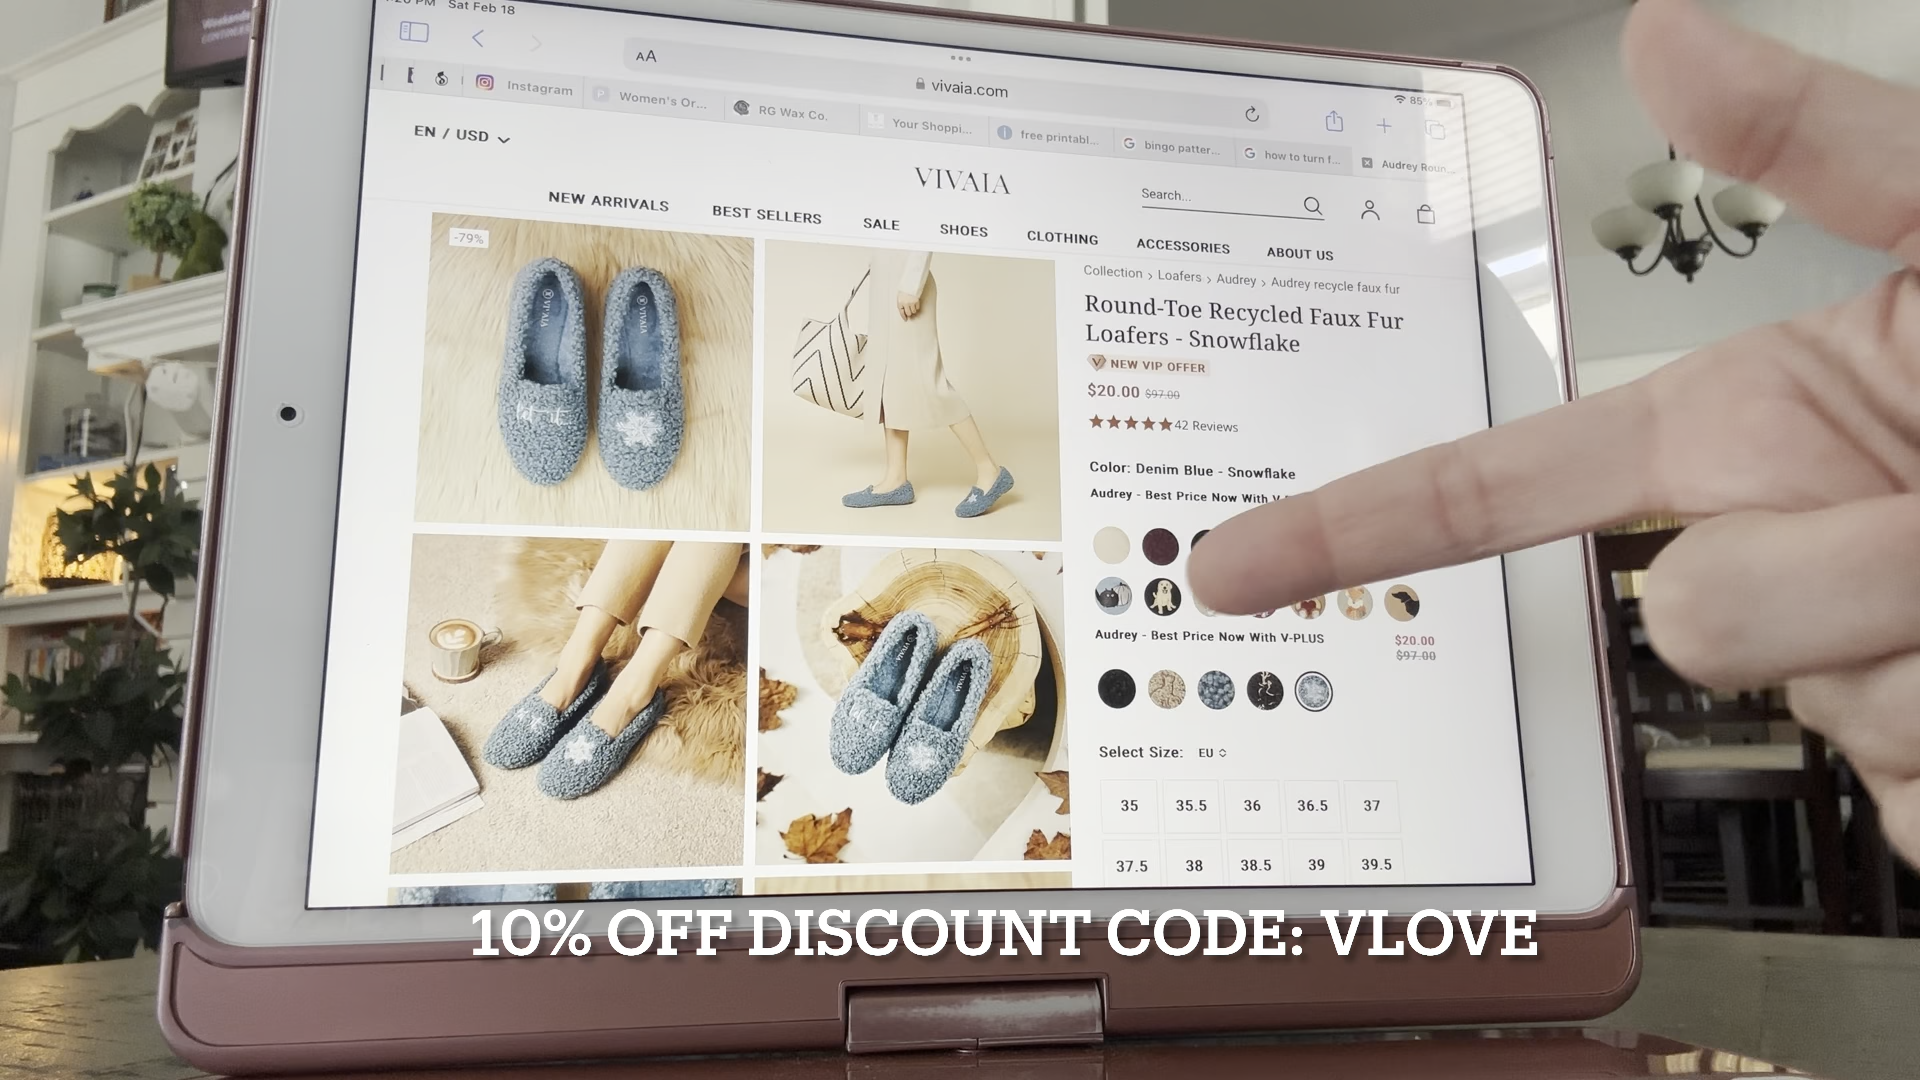 Sat Feb 18
85%
AA
vivaia.com
Instagram
Women's Or...
RG Wax Co.
Your Shoppi...
free printabl...
bingo patter...
how to turn f...
Audrey Roun...
EN / USD
VIVAIA
Search...
NEW ARRIVALS
BEST SELLERS
SALE
SHOES
CLOTHING
ACCESSORIES
ABOUT US
-79%
VIVAIA
VIVAIA
let it
Collection > Loafers > Audrey > Audrey recycle faux fur
Round-Toe Recycled Faux Fur
Loafers - Snowflake
NEW VIP OFFER
$20.00 $97.00
42 Reviews
Color: Denim Blue - Snowflake
Audrey - Best Price Now With
Audrey - Best Price Now With V-PLUS
$20.00
$97.00
Select Size: EU
35 35.5 36 36.5 37
37.5 38 38.5 39 39.5
10% OFF DISCOUNT CODE: VLOVE